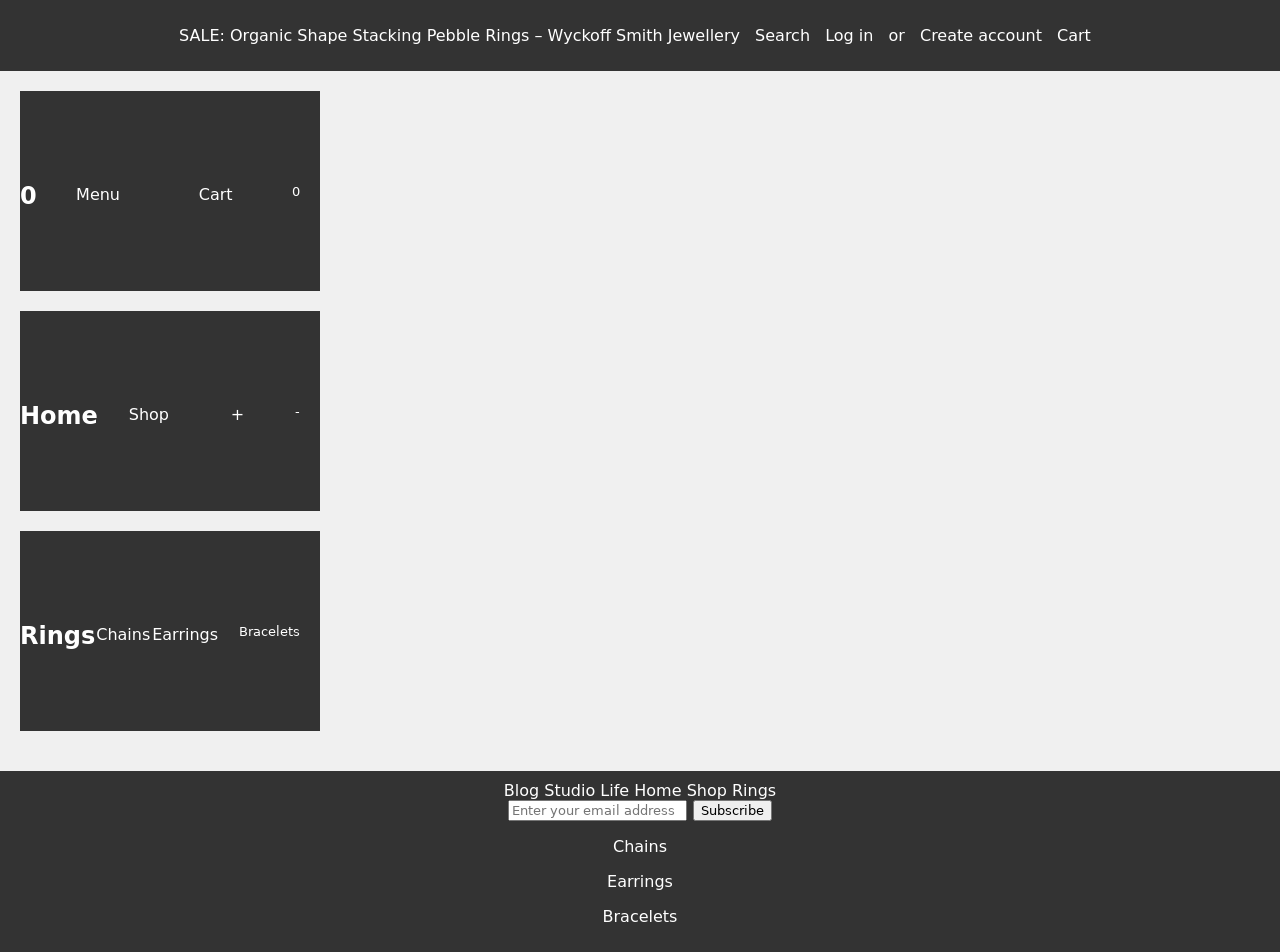 SALE: Organic Shape Stacking Pebble Rings – Wyckoff Smith Jewellery Search Log in or Create account Cart
0 Menu Cart 0
Home Shop + -
Rings Chains Earrings Bracelets
Blog Studio Life Home Shop Rings
Enter your email address Subscribe
Chains
Earrings
Bracelets